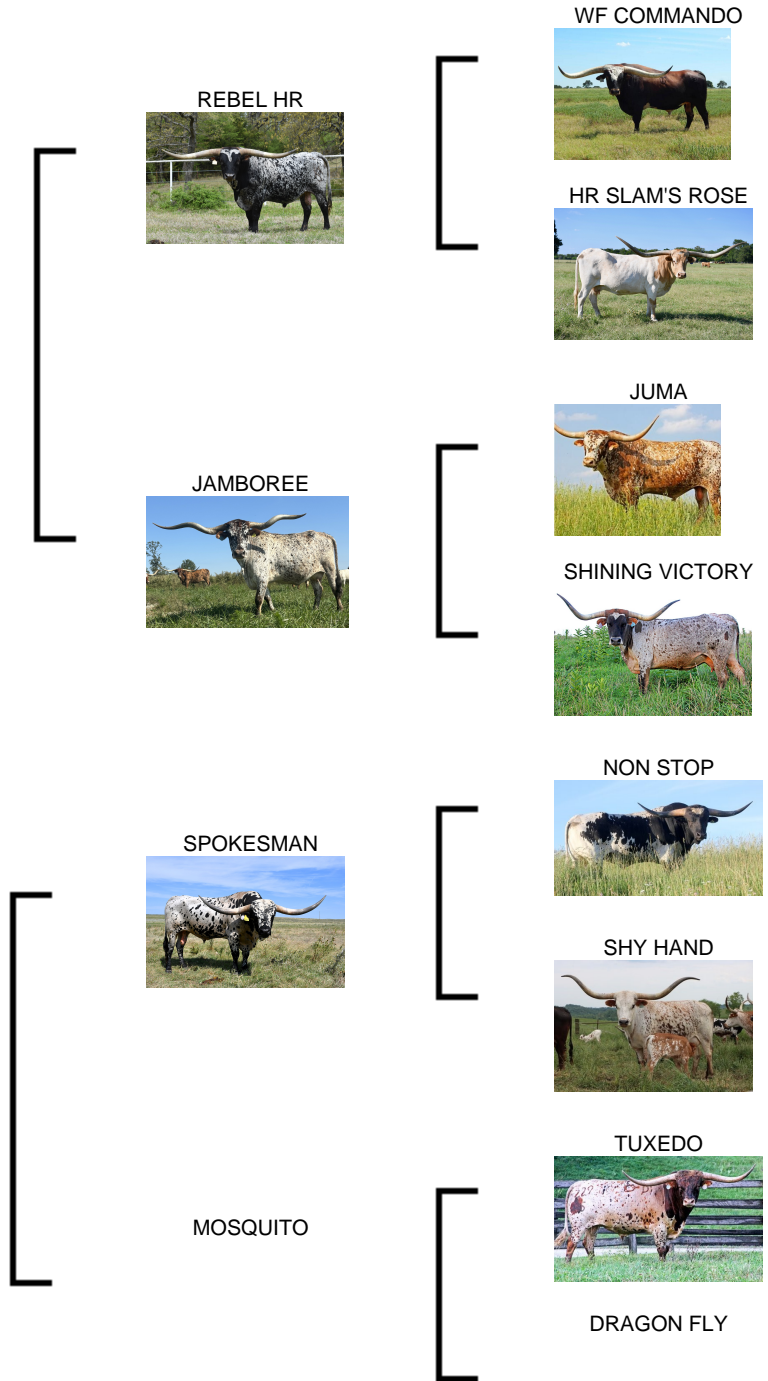 WF COMMANDO
REBEL HR
HR SLAM'S ROSE
JUMA
JAMBOREE
SHINING VICTORY
NON STOP
SPOKESMAN
SHY HAND
TUXEDO
MOSQUITO
DRAGON FLY